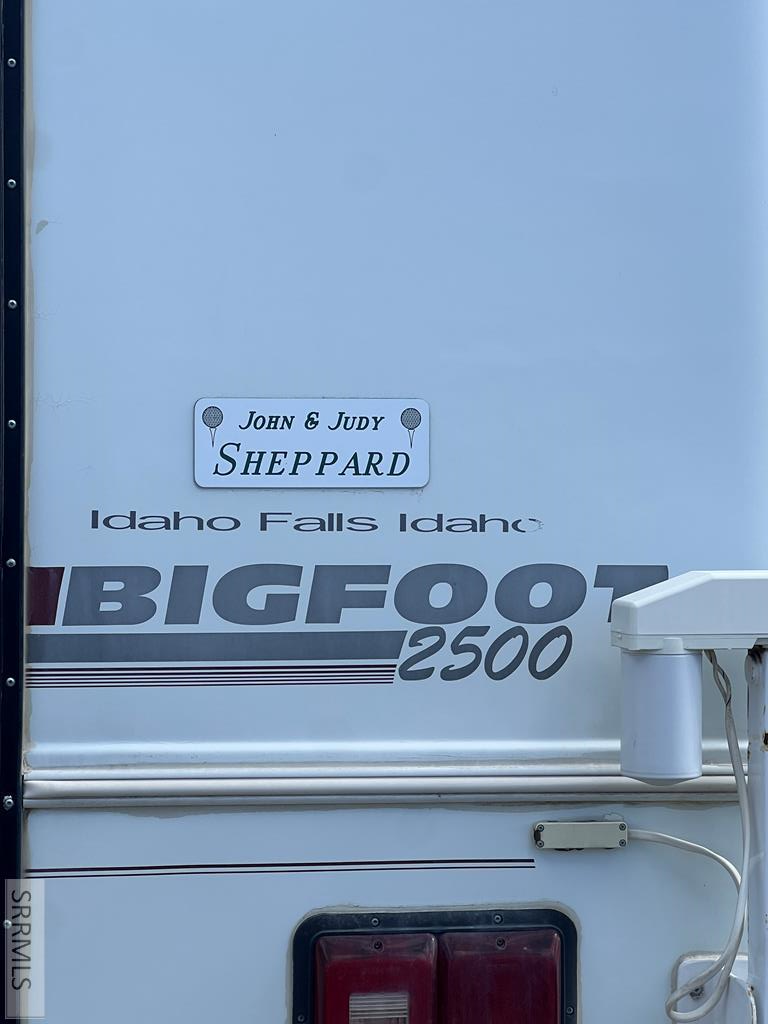 John & Judy
Sheppard
Idaho Falls Idaho
BIGFOOT
2500
SRRMLS